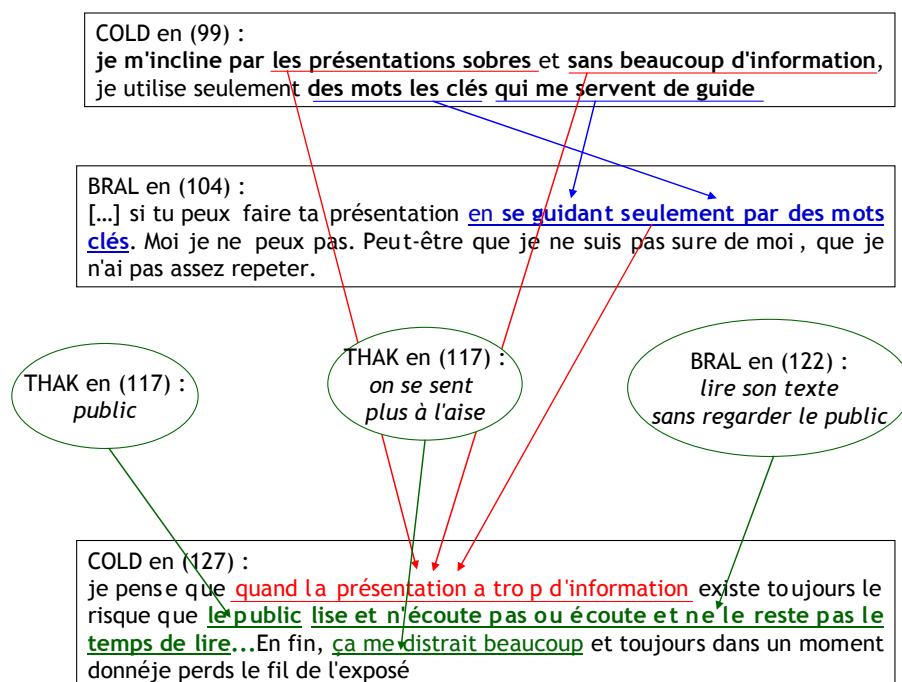 COLD en (99) :
je m'incline par les présentations sobres et sans beaucoup d'information,
je utilise seulement des mots les clés qui me servent de guide
BRAL en (104) :
[…] si tu peux faire ta présentation en se guidant seulement par des mots
clés. Moi je ne peux pas. Peut-être que je ne suis pas sure de moi , que je
n'ai pas assez repeter.
THAK en (117) :
public
THAK en (117) :
on se sent
plus à l'aise
BRAL en (122) :
lire son texte
sans regarder le public
COLD en (127) :
je pense que quand la présentation a tro p d'information existe toujours le
risque que le public lise et n'écoute pas ou écoute et ne le reste pas le
temps de lire...En fin, ça me distrait beaucoup et toujours dans un moment
donnéje perds le fil de l'exposé